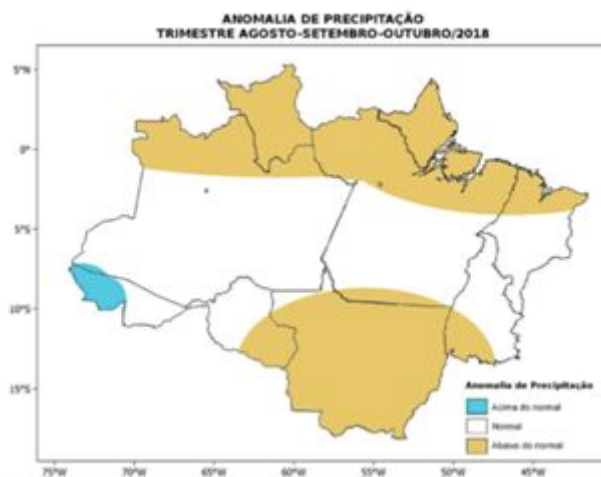 ANOMALIA DE PRECIPITAÇÃO
TRIMESTRE AGOSTO-SETEMBRO-OUTUBRO/2018
5°N
0°
5°S
10°S
15°S
Anomalia de Precipitação
Acima do normal
Normal
Abaixo do normal
75°W 70°W 65°W 60°W 55°W 50°W 45°W